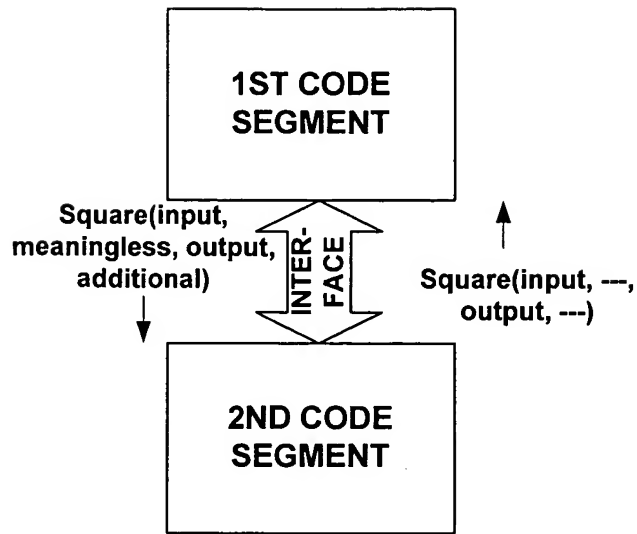 1ST CODE
SEGMENT
Square(input,
meaningless, output,
additional)
INTER-
FACE
Square(input, ---,
output, ---)
2ND CODE
SEGMENT